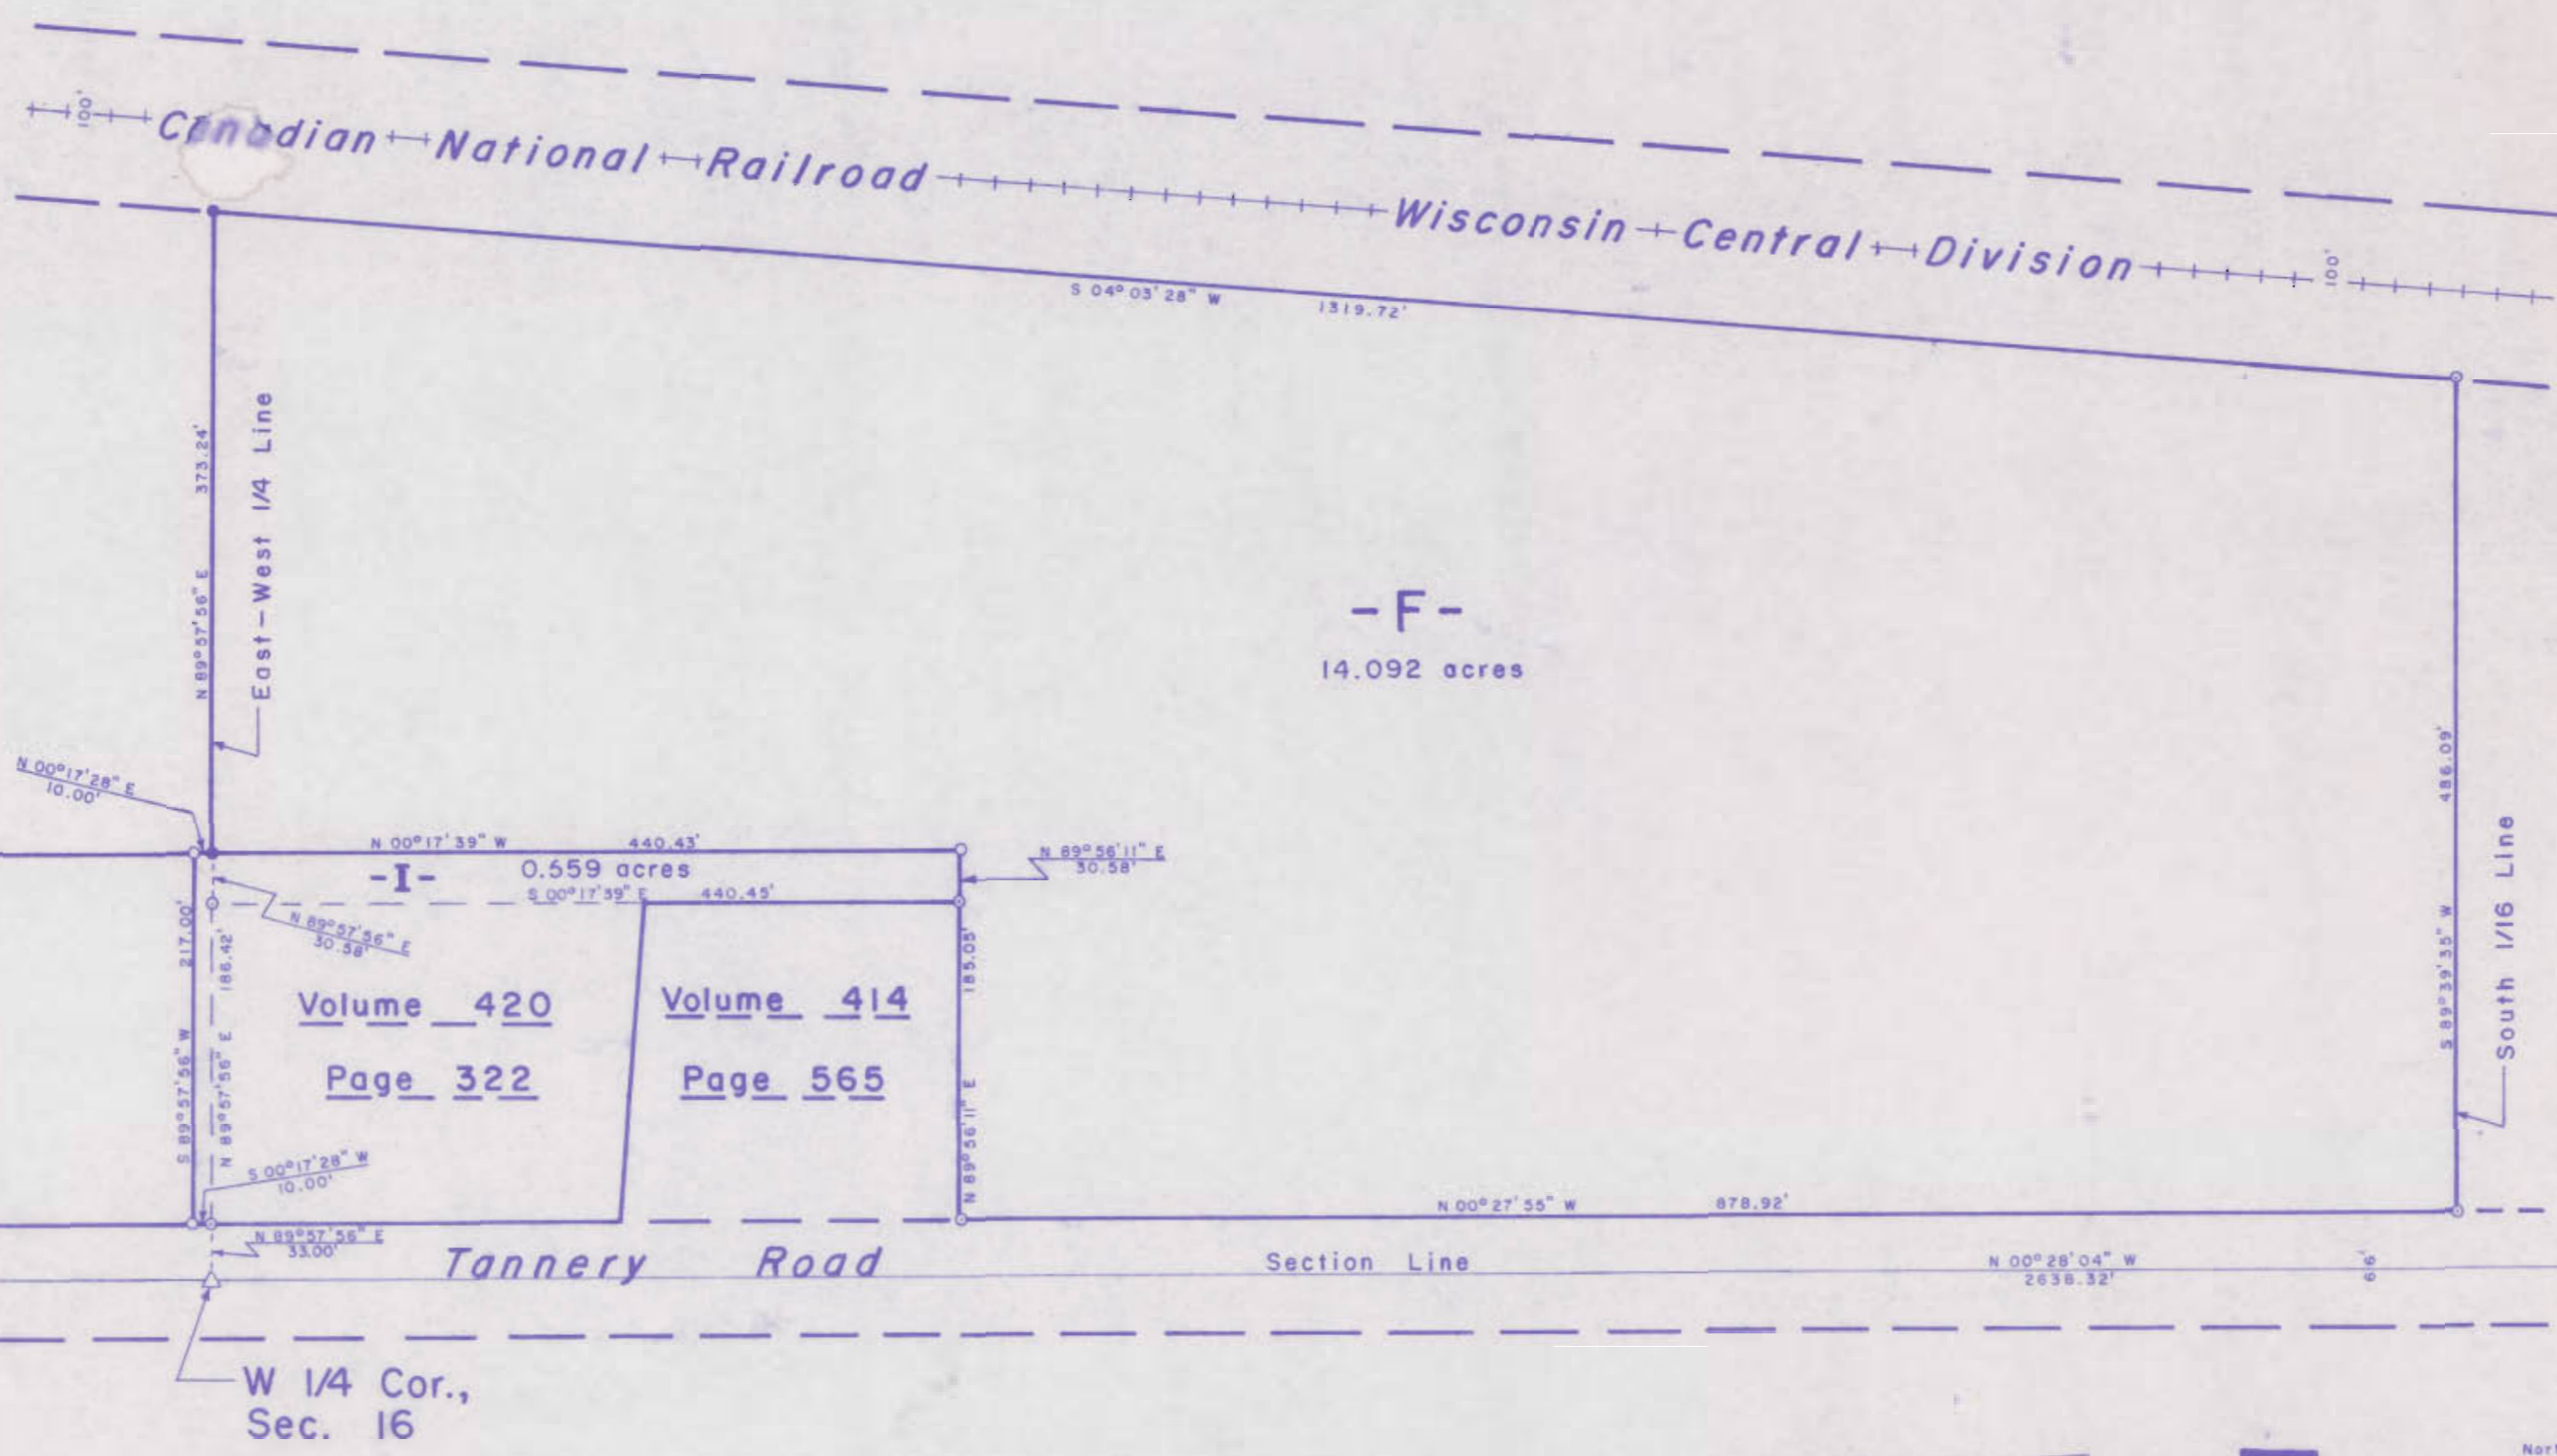 100'
Canadian National Railroad Wisconsin Central Division
100'
S 04° 03' 28" W 1319.72'
N 89° 57' 56" E 373.24'
East-West 1/4 Line
-F-
14.092 acres
N 00° 17' 28" E
10.00'
N 00° 17' 39" W 440.43'
-I- 0.559 acres
S 00° 17' 39" E 440.45'
N 89° 56' 11" E
30.58'
N 89° 57' 56" E
30.58'
S 89° 57' 56" W 217.00'
N 89° 57' 56" E 186.42'
Volume 420
Page 322
Volume 414
Page 565
N 89° 56' 11" E 185.05'
S 89° 39' 35" W 486.09'
South 1/16 Line
S 00° 17' 28" W
10.00'
N 00° 27' 55" W 878.92'
N 89° 57' 56" E
33.00'
Tannery Road
Section Line
N 00° 28' 04" W
2638.32'
66'
W 1/4 Cor.,
Sec. 16